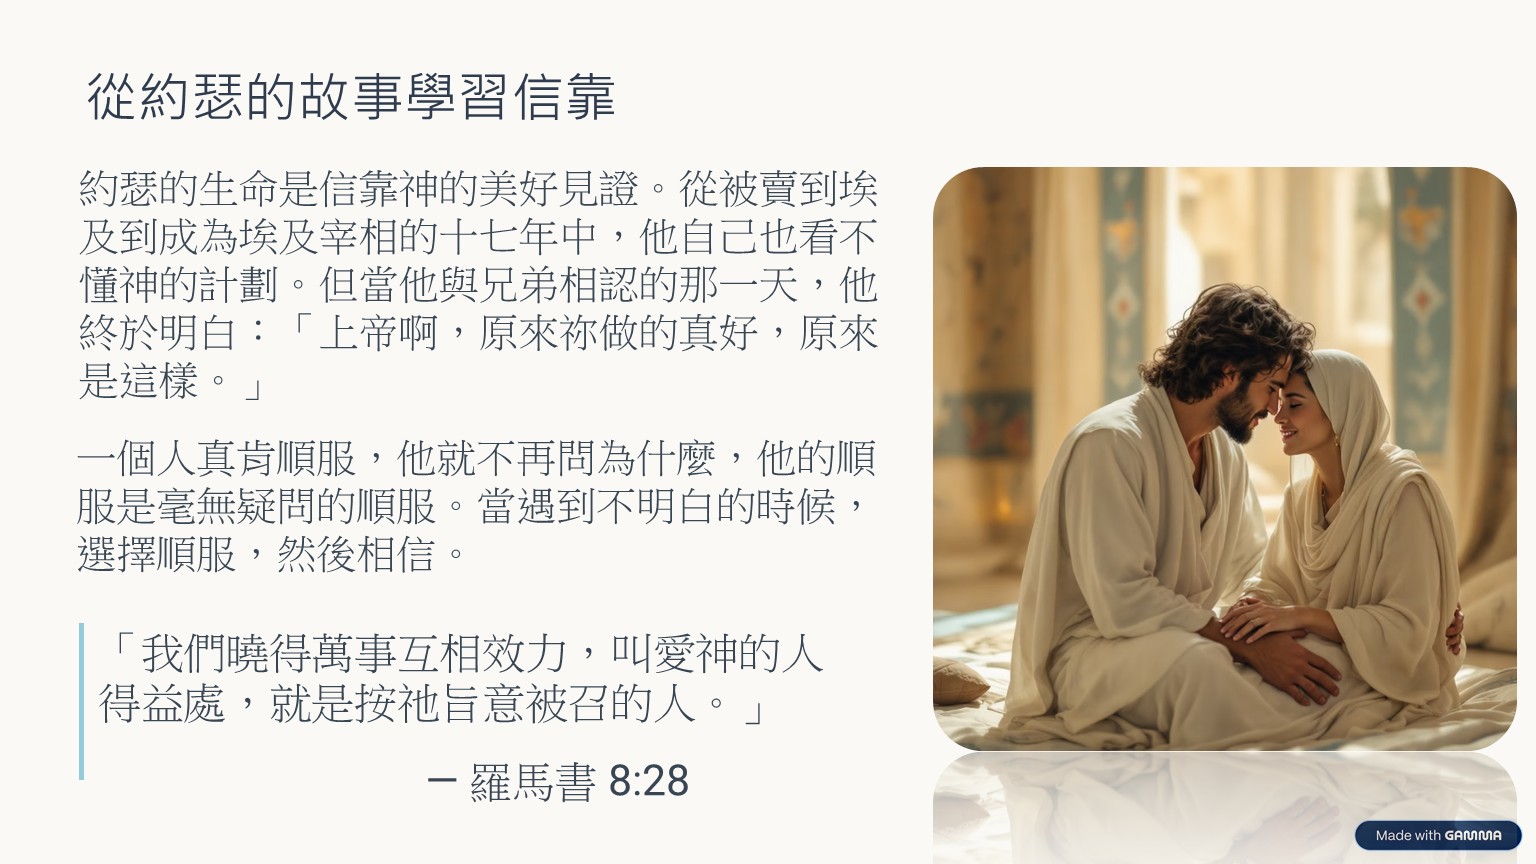 從約瑟的故事學習信靠
約瑟的生命是信靠神的美好見證。從被賣到埃
及到成為埃及宰相的十七年中，他自己也看不
懂神的計劃。但當他與兄弟相認的那一天，他
終於明白：「上帝啊，原來祢做的真好，原來
是這樣。」
一個人真肯順服，他就不再問為什麼，他的順
服是毫無疑問的順服。當遇到不明白的時候，
選擇順服，然後相信。
「我們曉得萬事互相效力，叫愛神的人
得益處，就是按祂旨意被召的人。」
— 羅馬書 8:28
Made with GAMMA